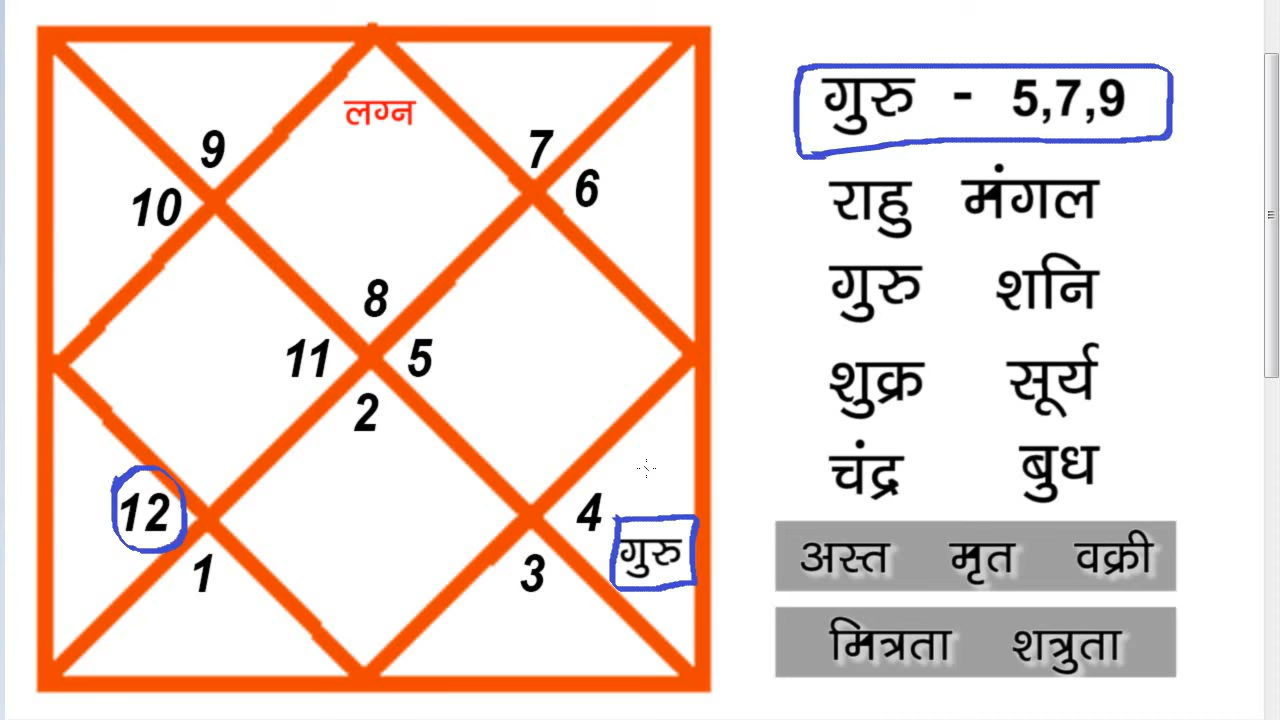 लग्न
9
7
10
6
8
11
5
2
12
4
गुरु
1
3
गुरु - 5,7,9
राहु मंगल
गुरु शनि
शुक्र सूर्य
चंद्र बुध
अस्त मृत वक्री
मित्रता शत्रुता